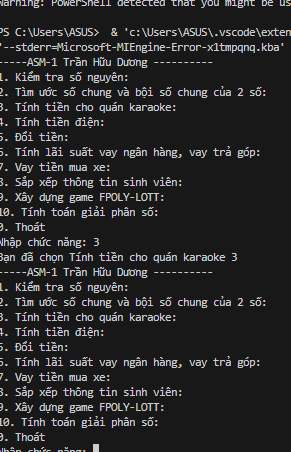 Warning: PowerShell detected that you might be us
PS C:\Users\ASUS>  & 'c:\Users\ASUS\.vscode\exten
'--stderr=Microsoft-MIEngine-Error-x1tmpqnq.kba'
-----ASM-1 Trần Hữu Dương ----------
1. Kiểm tra số nguyên:
2. Tìm ước số chung và bội số chung của 2 số:
3. Tính tiền cho quán karaoke:
4. Tính tiền điện:
5. Đổi tiền:
6. Tính lãi suất vay ngân hàng, vay trả góp:
7. Vay tiền mua xe:
8. Sắp xếp thông tin sinh viên:
9. Xây dựng game FPOLY-LOTT:
10. Tính toán giải phân số:
0. Thoát
Nhập chức năng: 3
Bạn đã chọn Tính tiền cho quán karaoke 3
-----ASM-1 Trần Hữu Dương ----------
1. Kiểm tra số nguyên:
2. Tìm ước số chung và bội số chung của 2 số:
3. Tính tiền cho quán karaoke:
4. Tính tiền điện:
5. Đổi tiền:
6. Tính lãi suất vay ngân hàng, vay trả góp:
7. Vay tiền mua xe:
8. Sắp xếp thông tin sinh viên:
9. Xây dựng game FPOLY-LOTT:
10. Tính toán giải phân số:
0. Thoát
Nhập chức năng: